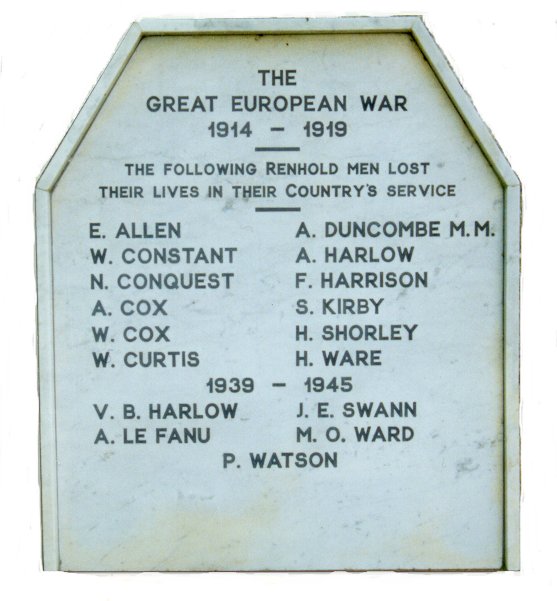 THE
GREAT EUROPEAN WAR
1914 – 1919
THE FOLLOWING RENHOLD MEN LOST
THEIR LIVES IN THEIR COUNTRY'S SERVICE
E. ALLEN A. DUNCOMBE M.M.
W. CONSTANT A. HARLOW
N. CONQUEST F. HARRISON
A. COX S. KIRBY
W. COX H. SHORLEY
W. CURTIS H. WARE
1939 – 1945
V. B. HARLOW J. E. SWANN
A. LE FANU M. O. WARD
P. WATSON